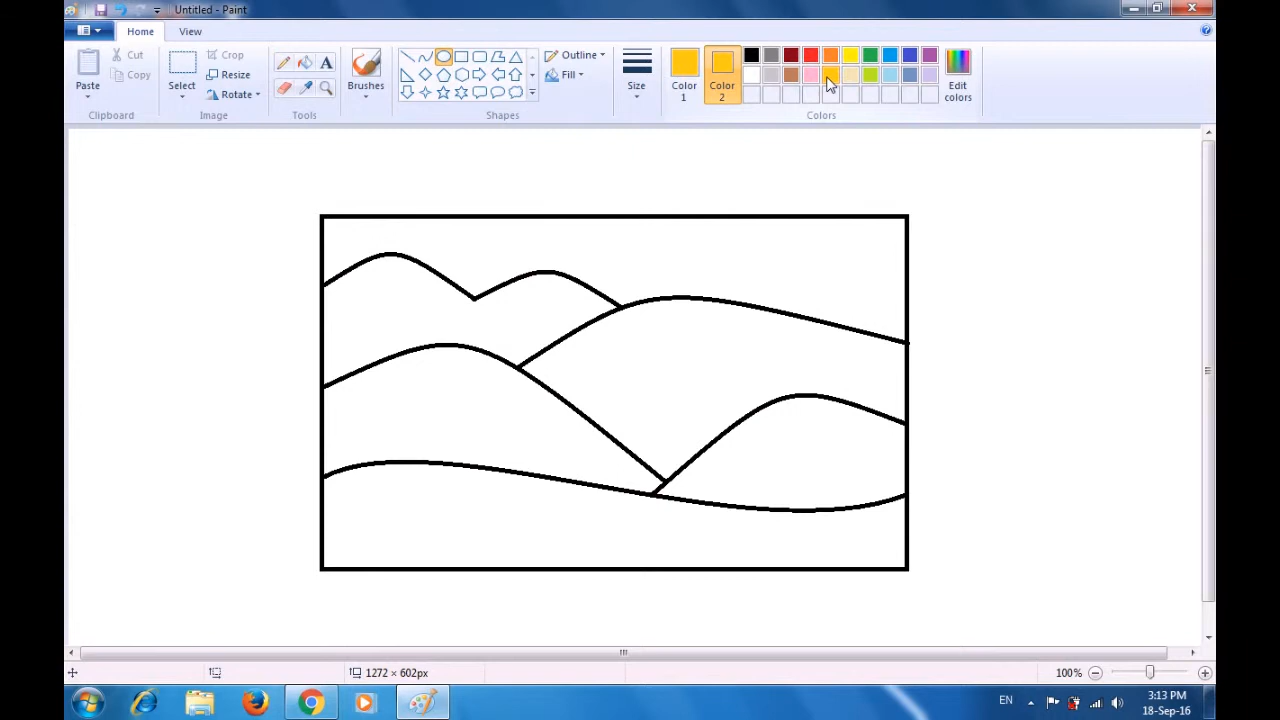 Untitled - Paint
Home View
Paste
Cut
Copy
Clipboard
Select
Crop
Resize
Rotate
Image
A
Tools
Brushes
Outline
Fill
Shapes
Size
Color 1
Color 2
Edit colors
Colors
1272 × 602px
100%
EN
3:13 PM
18-Sep-16